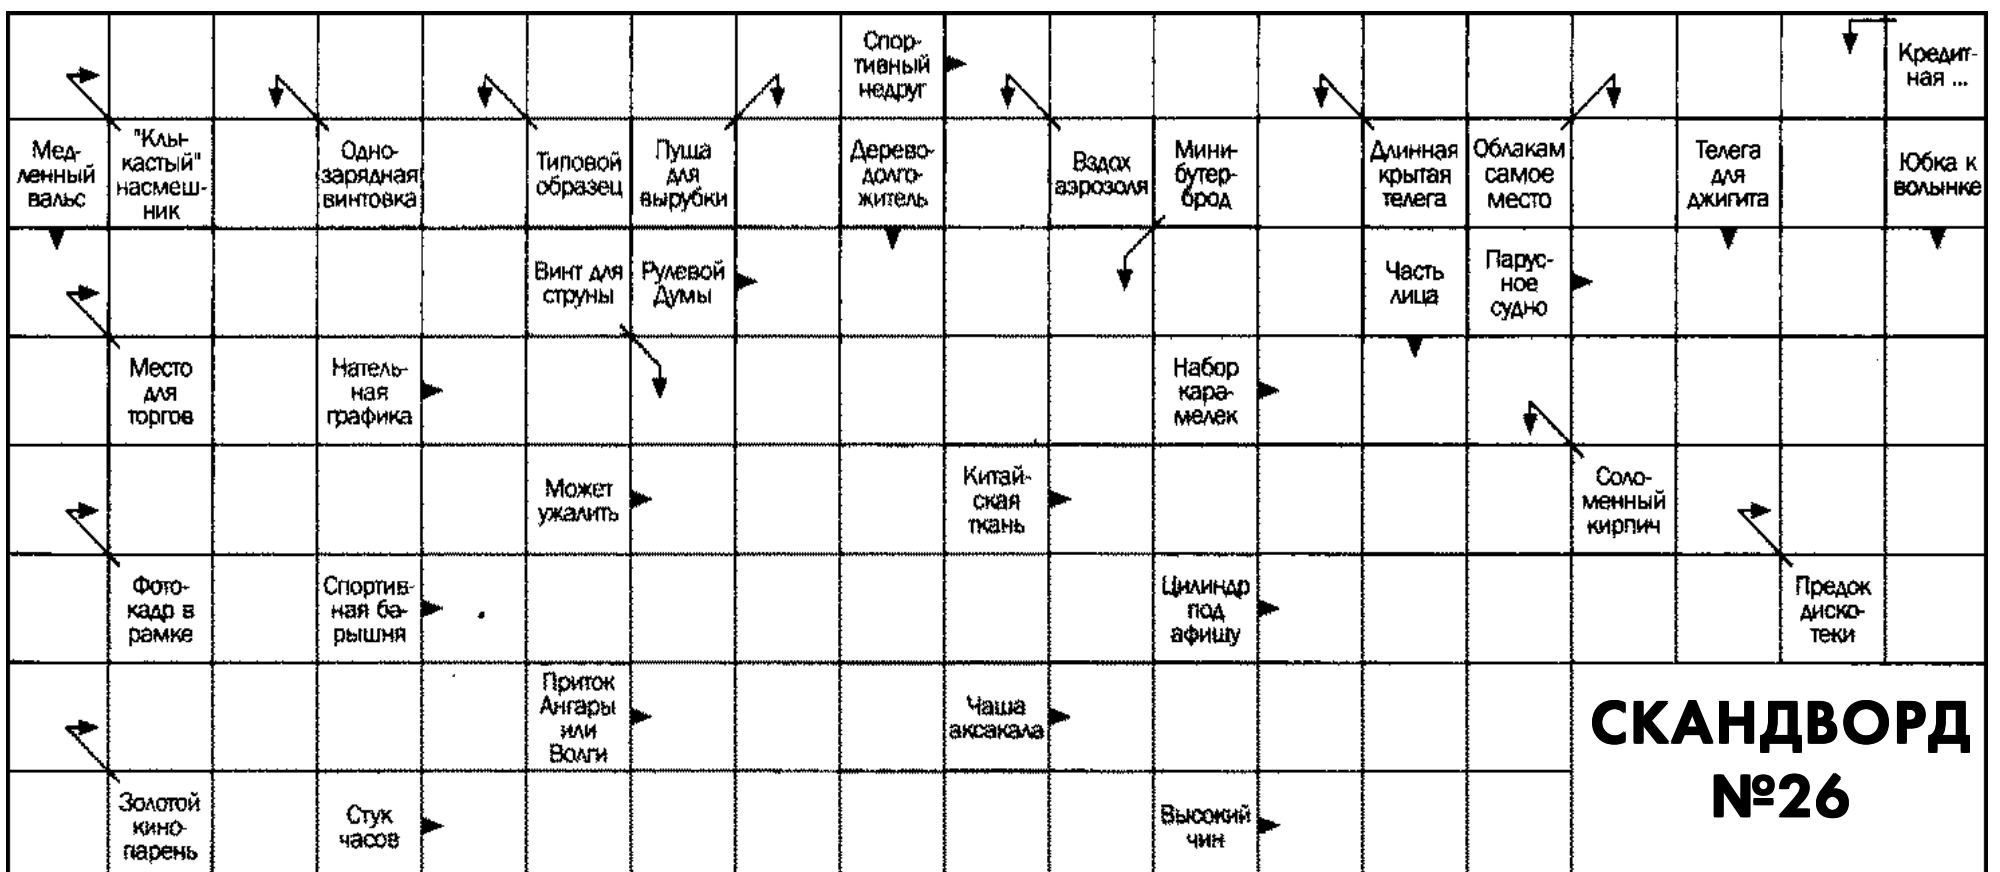 Спор-
тивный
недруг
Кредит-
ная ...
Мед-
ленный
вальс
"Клы-
кастый"
насмеш-
ник
Одно-
зарядная
винтовка
Типовой
образец
Пуща
для
вырубки
Дерево-
долго-
житель
Вздох
аэрозоля
Мини-
бутер-
брод
Длинная
крытая
телега
Облакам
самое
место
Телега
для
джигита
Юбка к
волынке
Винт для
струны
Рулевой
Думы
Часть
лица
Парус-
ное
судно
Место
для
торгов
Натель-
ная
графика
Набор
кара-
мелек
Может
ужалить
Китай-
ская
ткань
Соло-
менный
кирпич
Фото-
кадр в
рамке
Спортив-
ная ба-
рышня
Цилиндр
под
афишу
Предок
диско-
теки
Приток
Ангары
или
Волги
Чаша
аксакала
СКАНДВОРД
№26
Золотой
кино-
парень
Стук
часов
Высокий
чин